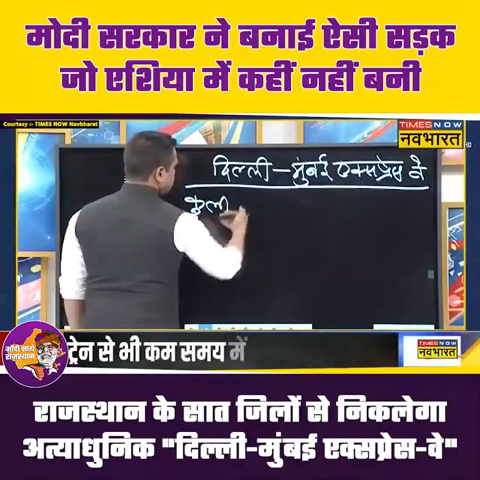 मोदी सरकार ने बनाई ऐसी सड़क
जो एशिया में कहीं नहीं बनी
Courtesy :- TIMES NOW Navbharat
TIMES NOW
नवभारत
दिल्ली – मुंबई एक्सप्रेस वे
कुल
ट्रेन से भी कम समय में
TIMES NOW
नवभारत
मोदी साथे
राजस्थान
राजस्थान के सात जिलों से निकलेगा
अत्याधुनिक "दिल्ली-मुंबई एक्सप्रेस-वे"